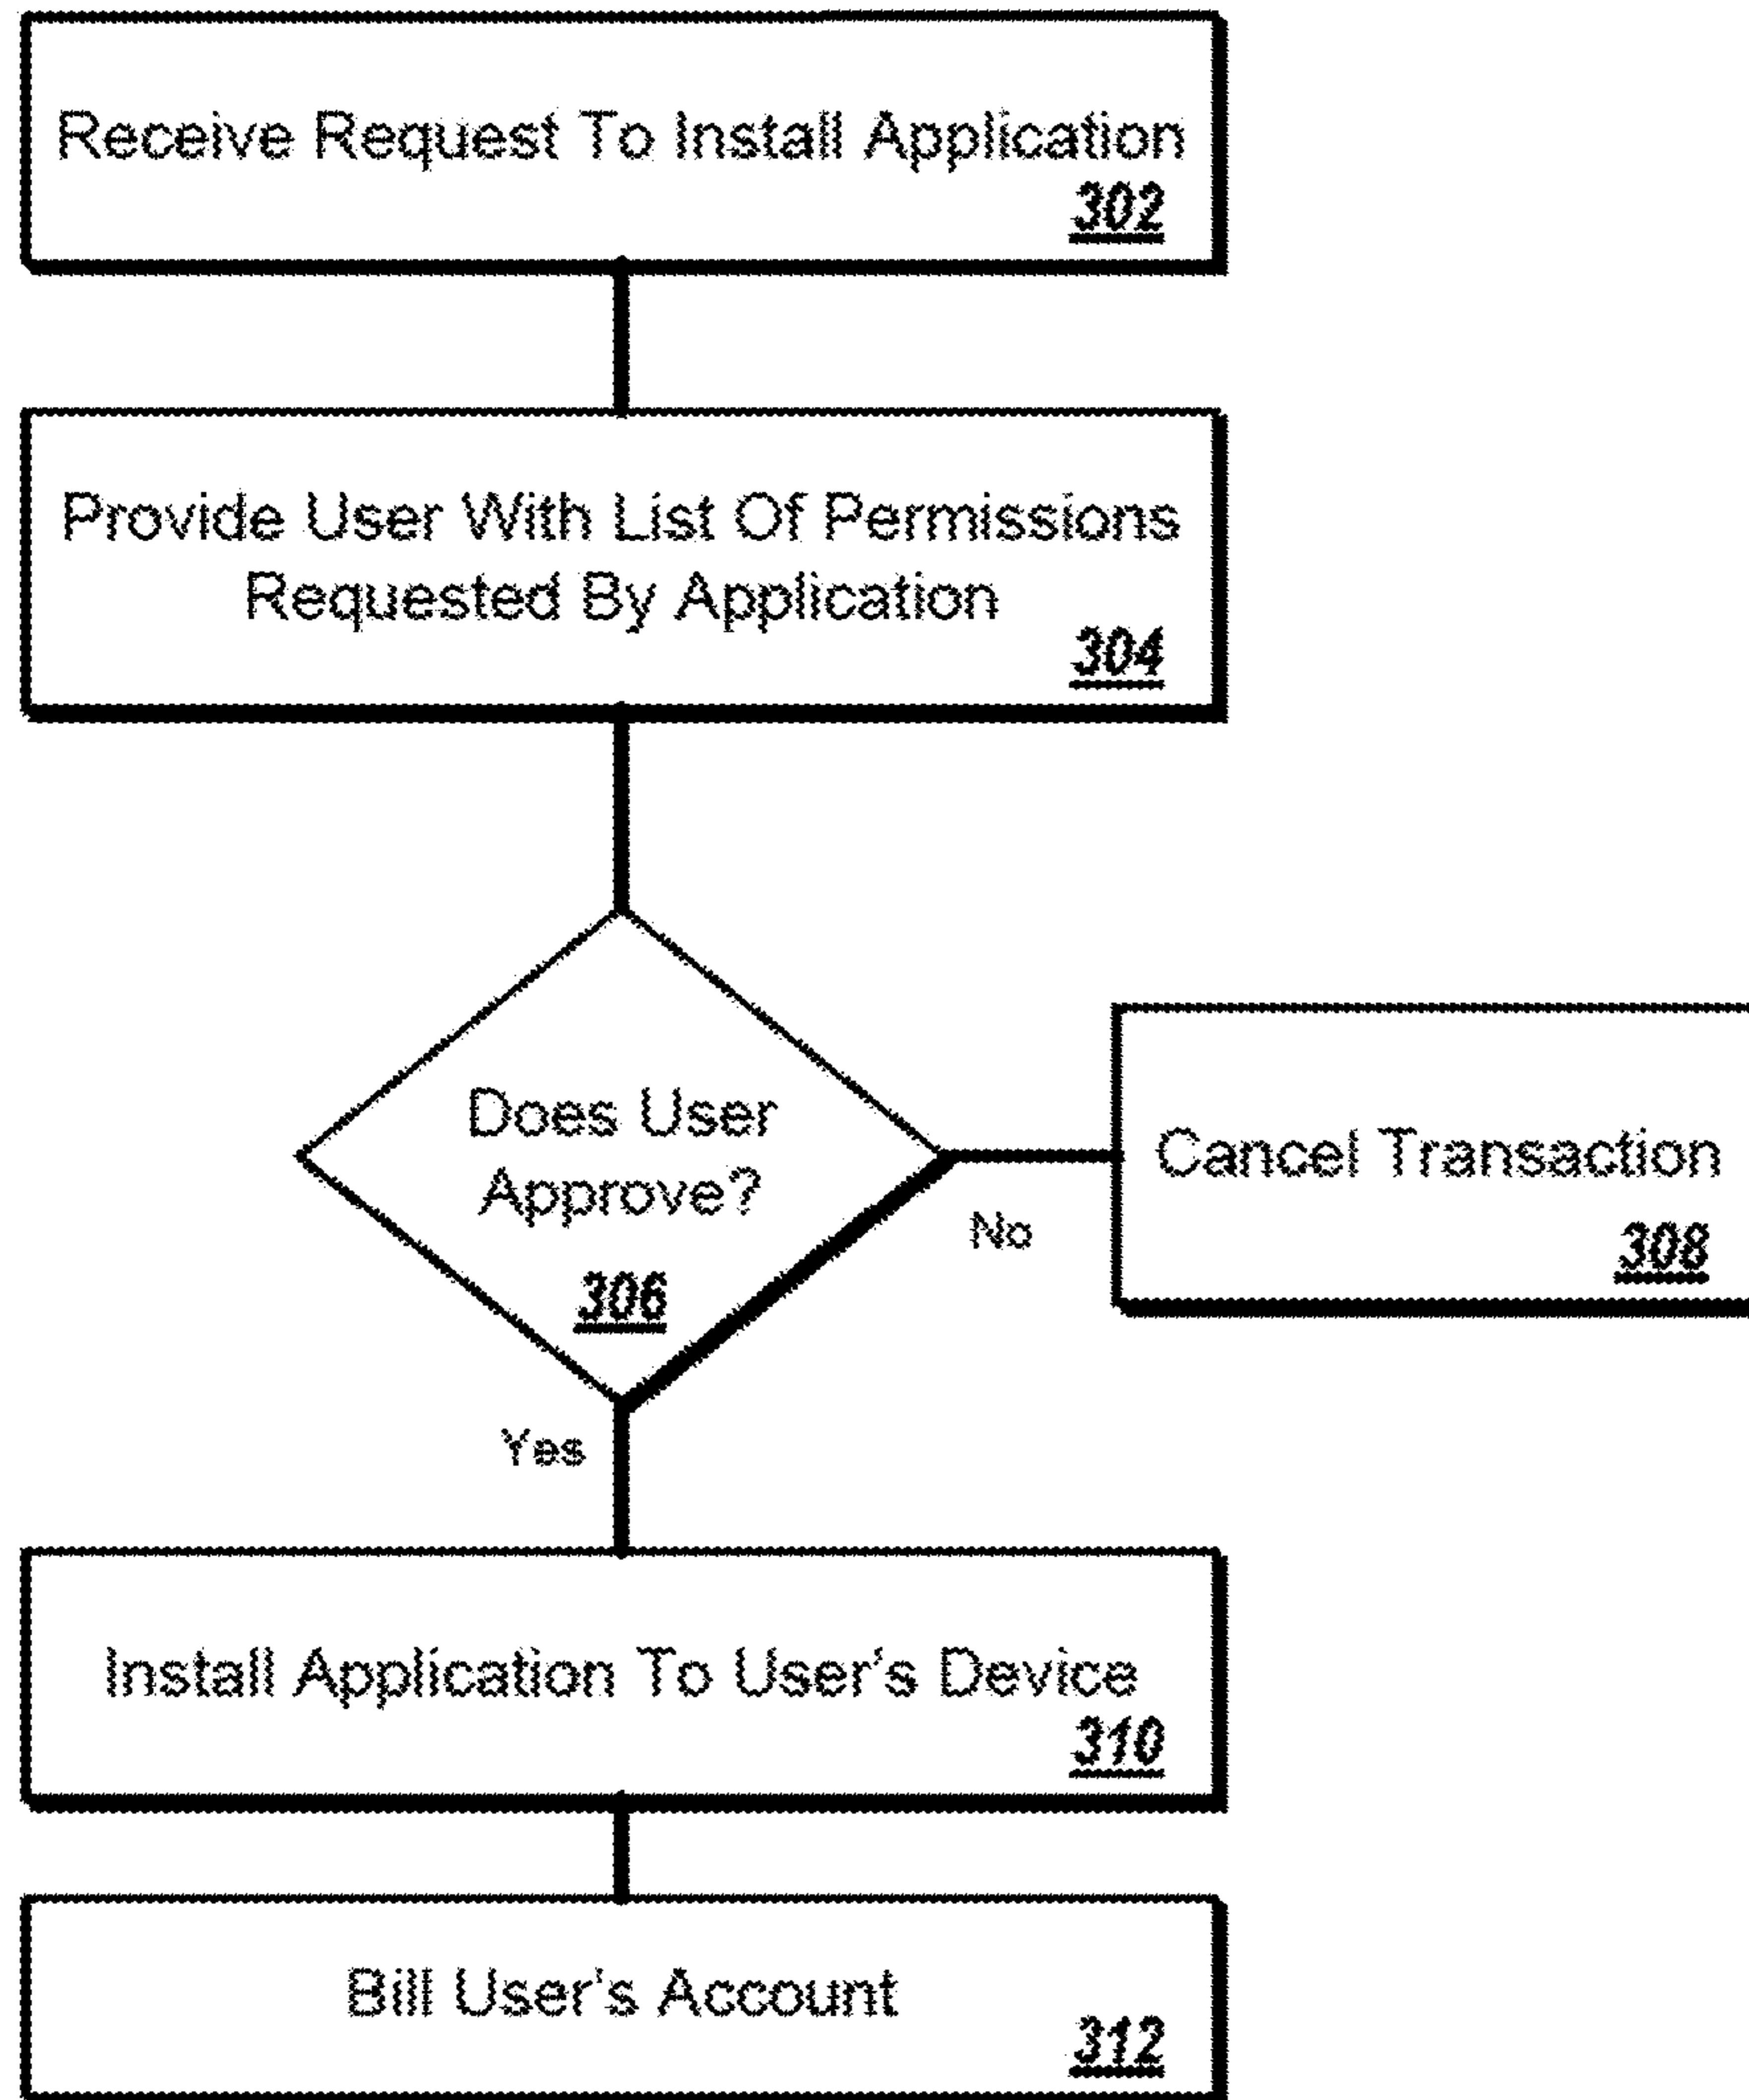 Receive Request To Install Application
302
Provide User With List Of Permissions
Requested By Application
304
Does User
Approve?
306
No
Cancel Transaction
308
Yes
Install Application To User's Device
310
Bill User's Account
312